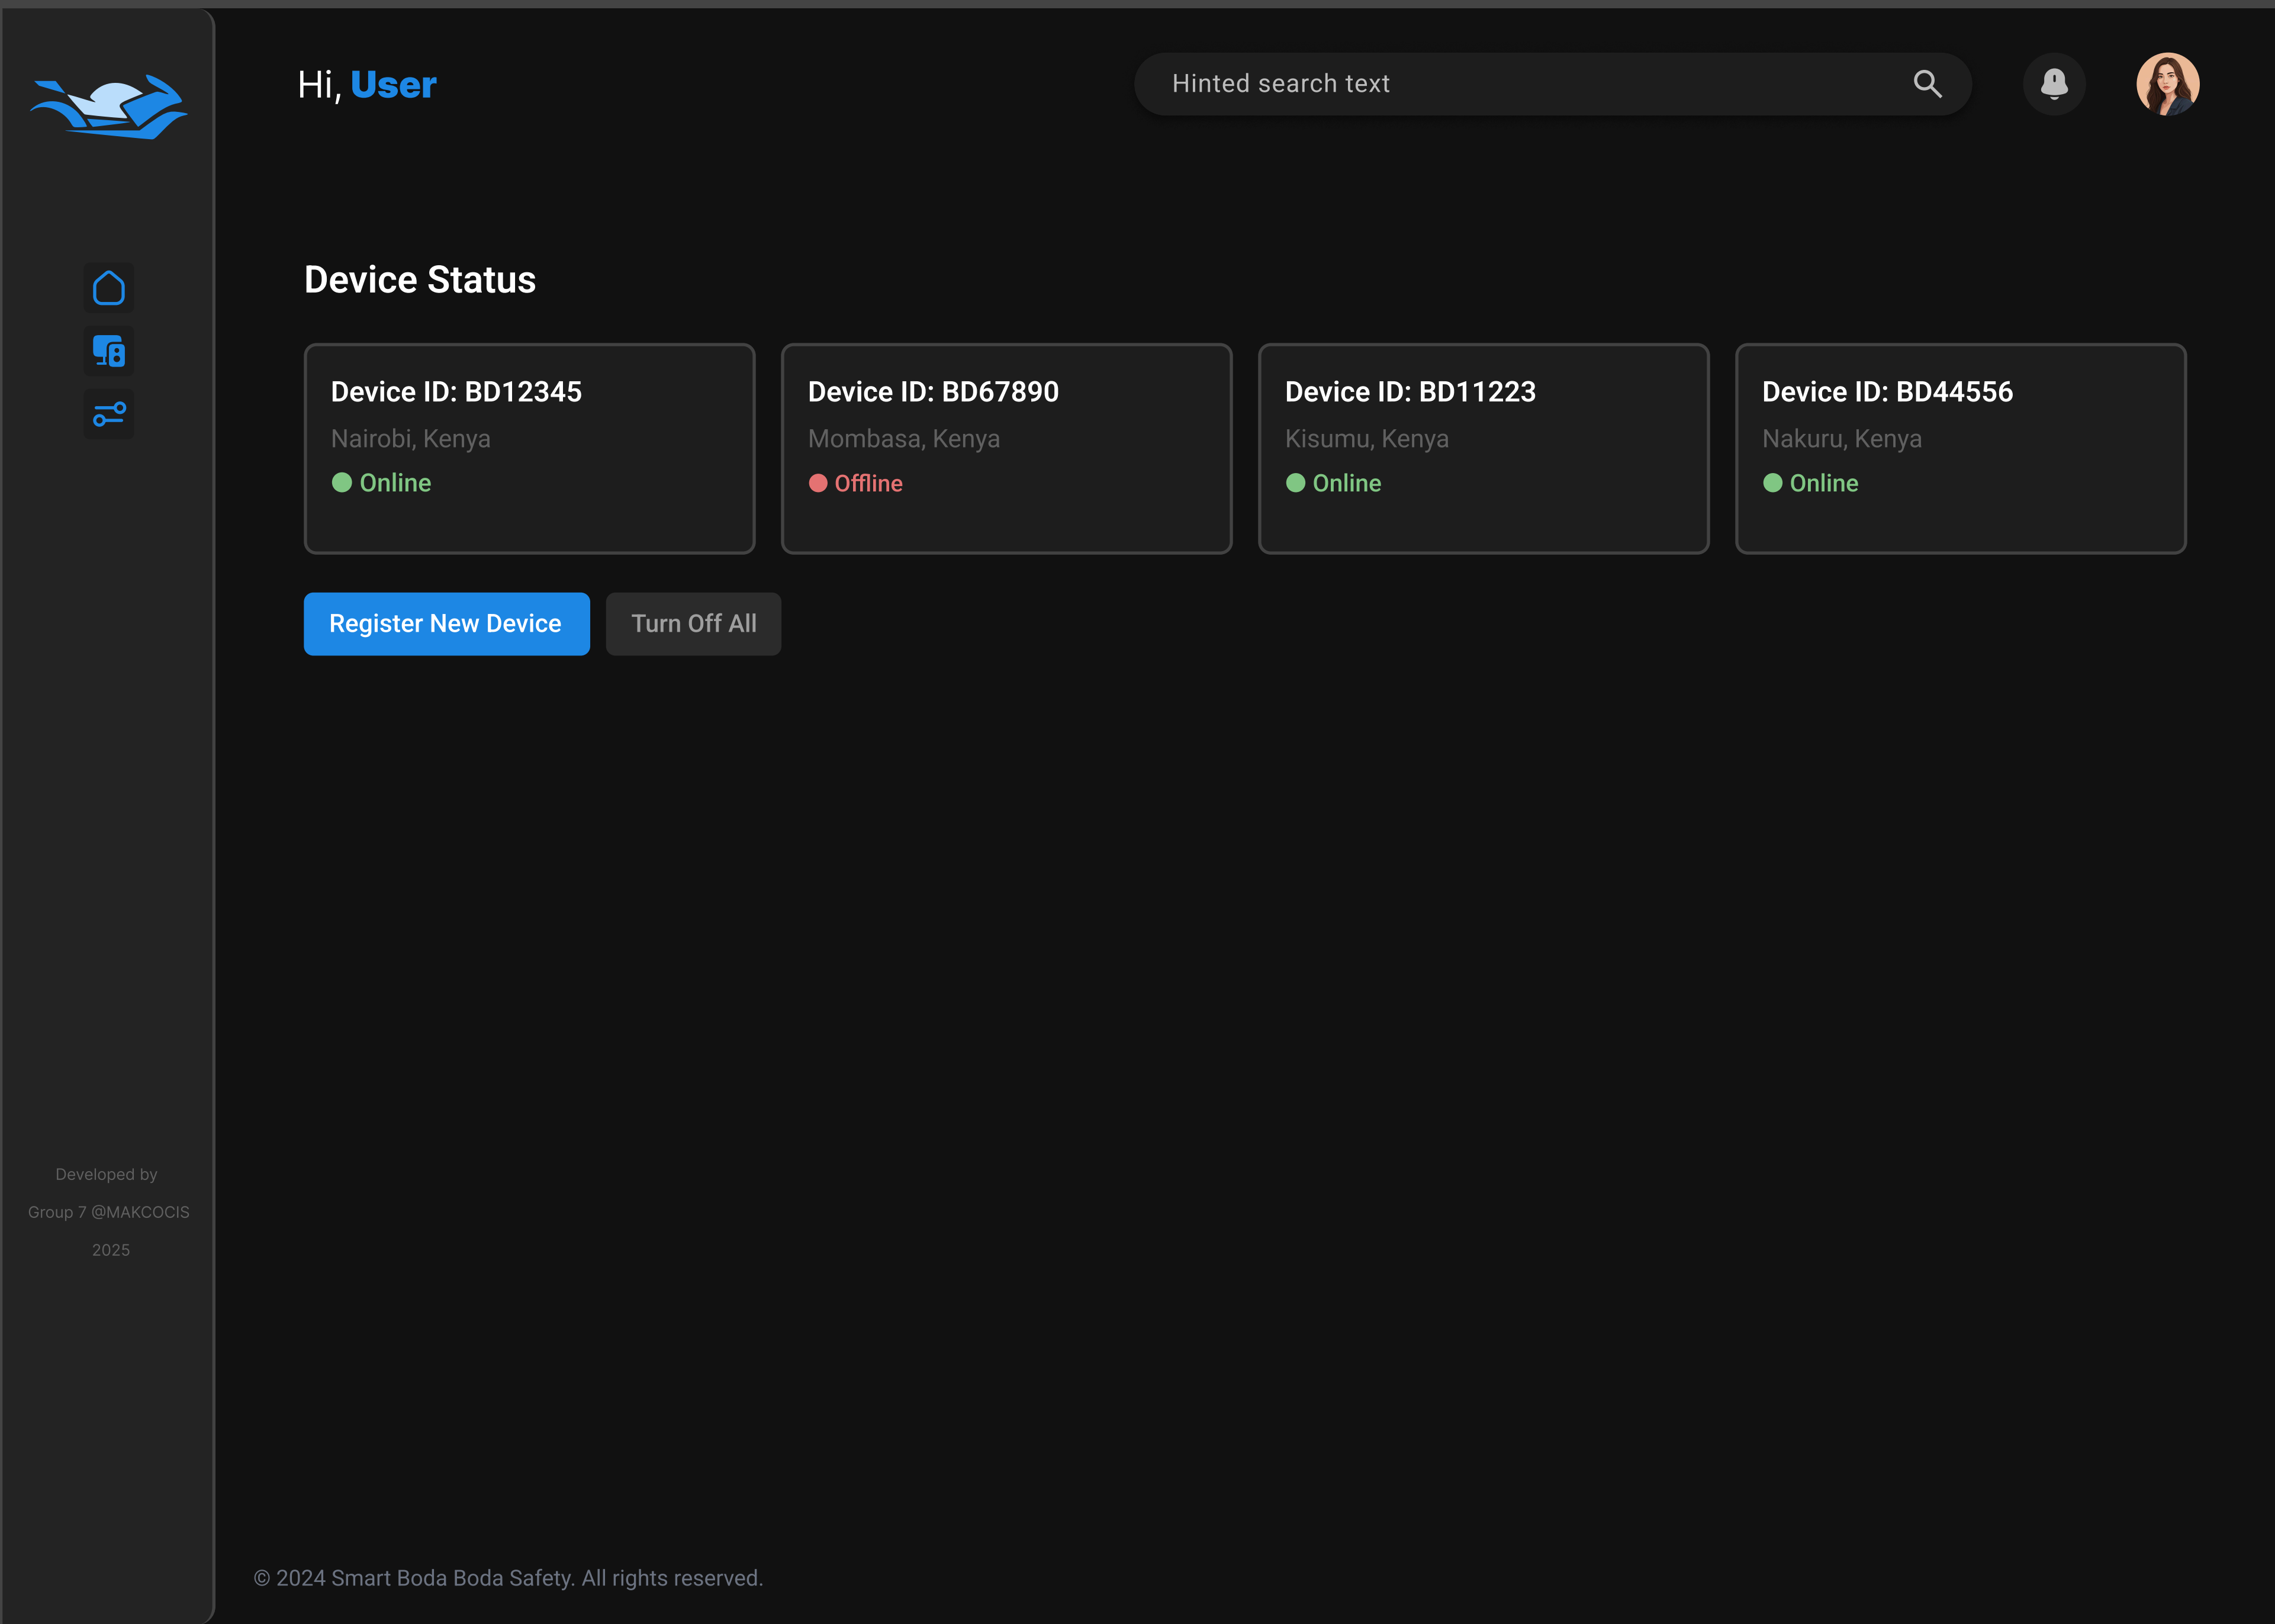 Hi, User
Hinted search text
Device Status
Device ID: BD12345
Nairobi, Kenya
Online
Device ID: BD67890
Mombasa, Kenya
Offline
Device ID: BD11223
Kisumu, Kenya
Online
Device ID: BD44556
Nakuru, Kenya
Online
Register New Device
Turn Off All
Developed by
Group 7 @MAKCOCIS
2025
© 2024 Smart Boda Boda Safety. All rights reserved.